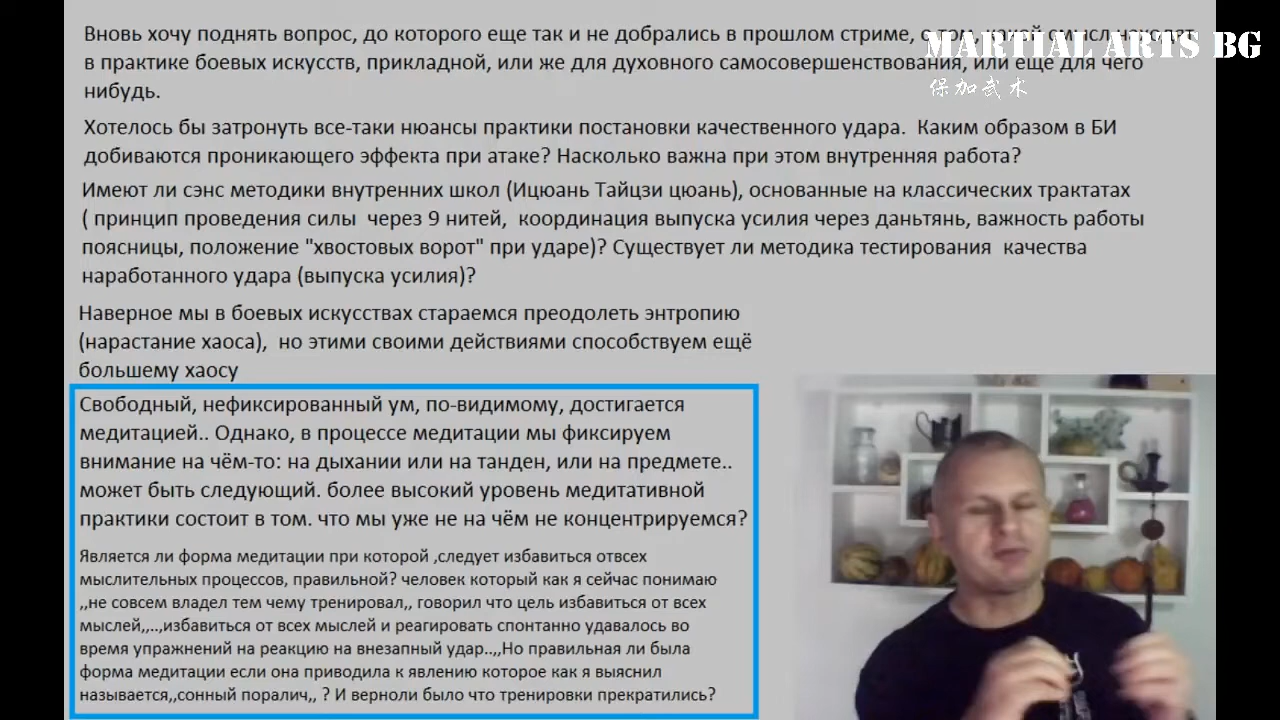 Вновь хочу поднять вопрос, до которого еще так и не добрались в прошлом стриме, о том, какой смысл находят
в практике боевых искусств, прикладной, или же для духовного самосовершенствования, или еще для чего
нибудь.
MARTIAL ARTS BG
保加武术
Хотелось бы затронуть все-таки нюансы практики постановки качественного удара. Каким образом в БИ
добиваются проникающего эффекта при атаке? Насколько важна при этом внутренняя работа?
Имеют ли сэнс методики внутренних школ (Ицюань Тайцзи цюань), основанные на классических трактатах
( принцип проведения силы через 9 нитей, координация выпуска усилия через даньтянь, важность работы
поясницы, положение "хвостовых ворот" при ударе)? Существует ли методика тестирования качества
наработанного удара (выпуска усилия)?
Наверное мы в боевых искусствах стараемся преодолеть энтропию
(нарастание хаоса), но этими своими действиями способствуем ещё
большему хаосу
Свободный, нефиксированный ум, по-видимому, достигается
медитацией.. Однако, в процессе медитации мы фиксируем
внимание на чём-то: на дыхании или на танден, или на предмете..
может быть следующий. более высокий уровень медитативной
практики состоит в том. что мы уже не на чём не концентрируемся?
Является ли форма медитации при которой ,следует избавиться отвсех
мыслительных процессов, правильной? человек который как я сейчас понимаю
,,не совсем владел тем чему тренировал,, говорил что цель избавиться от всех
мыслей,,..,избавиться от всех мыслей и реагировать спонтанно удавалось во
время упражнений на реакцию на внезапный удар..,,Но правильная ли была
форма медитации если она приводила к явлению которое как я выяснил
называется,,сонный поралич,, ? И верноли было что тренировки прекратились?